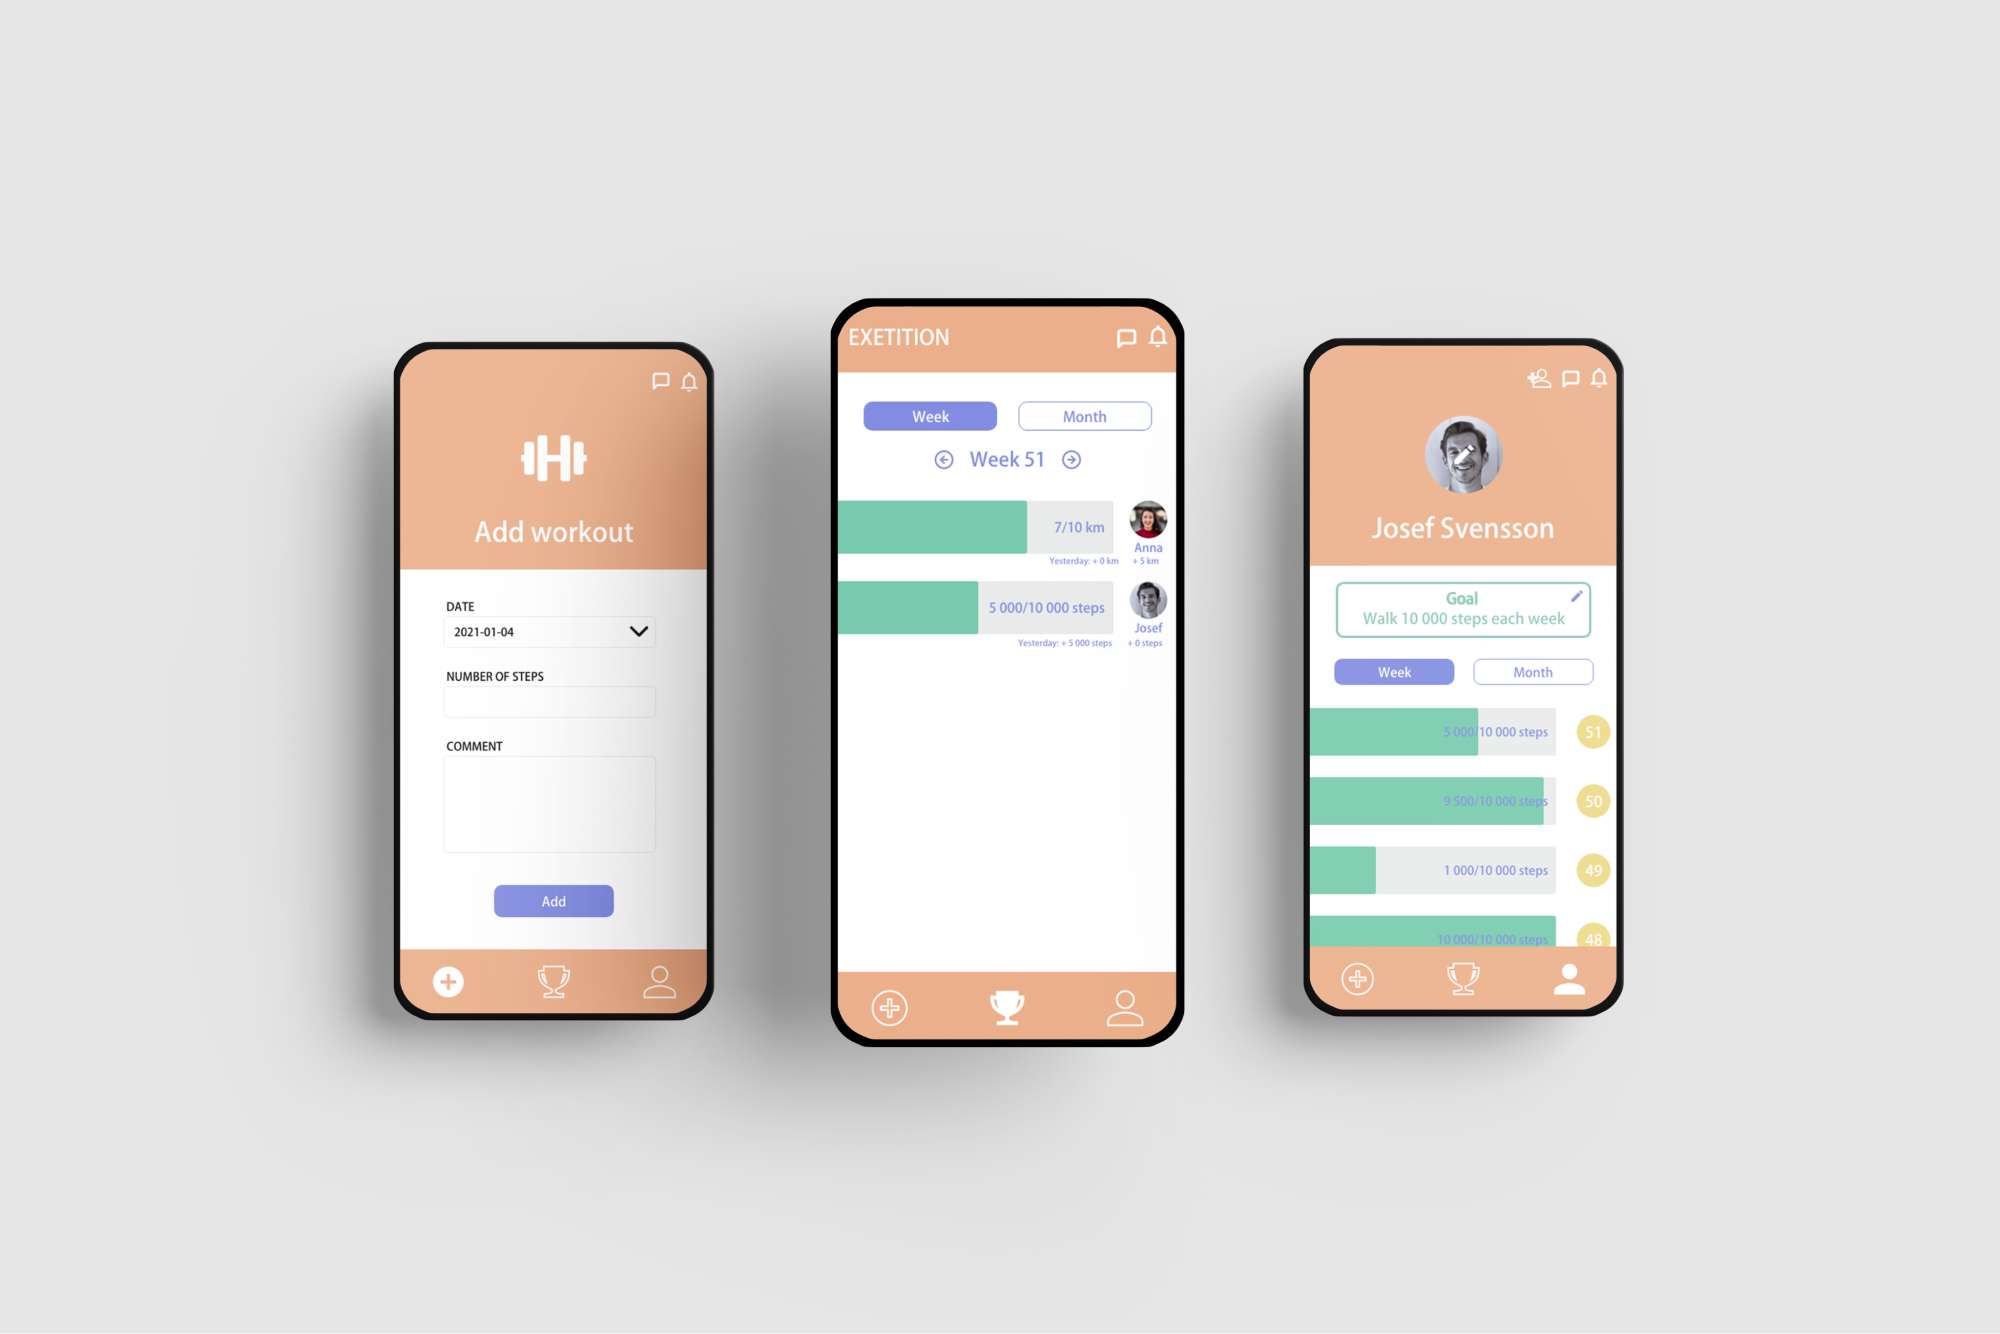 Add workout
DATE
2021-01-04
NUMBER OF STEPS
COMMENT
Add
EXETITION
Week
Month
Week 51
7/10 km
Anna
Yesterday: + 0 km
+ 5 km
5 000/10 000 steps
Josef
Yesterday: + 5 000 steps
+ 0 steps
Josef Svensson
Goal
Walk 10 000 steps each week
Week
Month
5 000/10 000 steps
51
9 500/10 000 steps
50
1 000/10 000 steps
49
10 000/10 000 steps
48